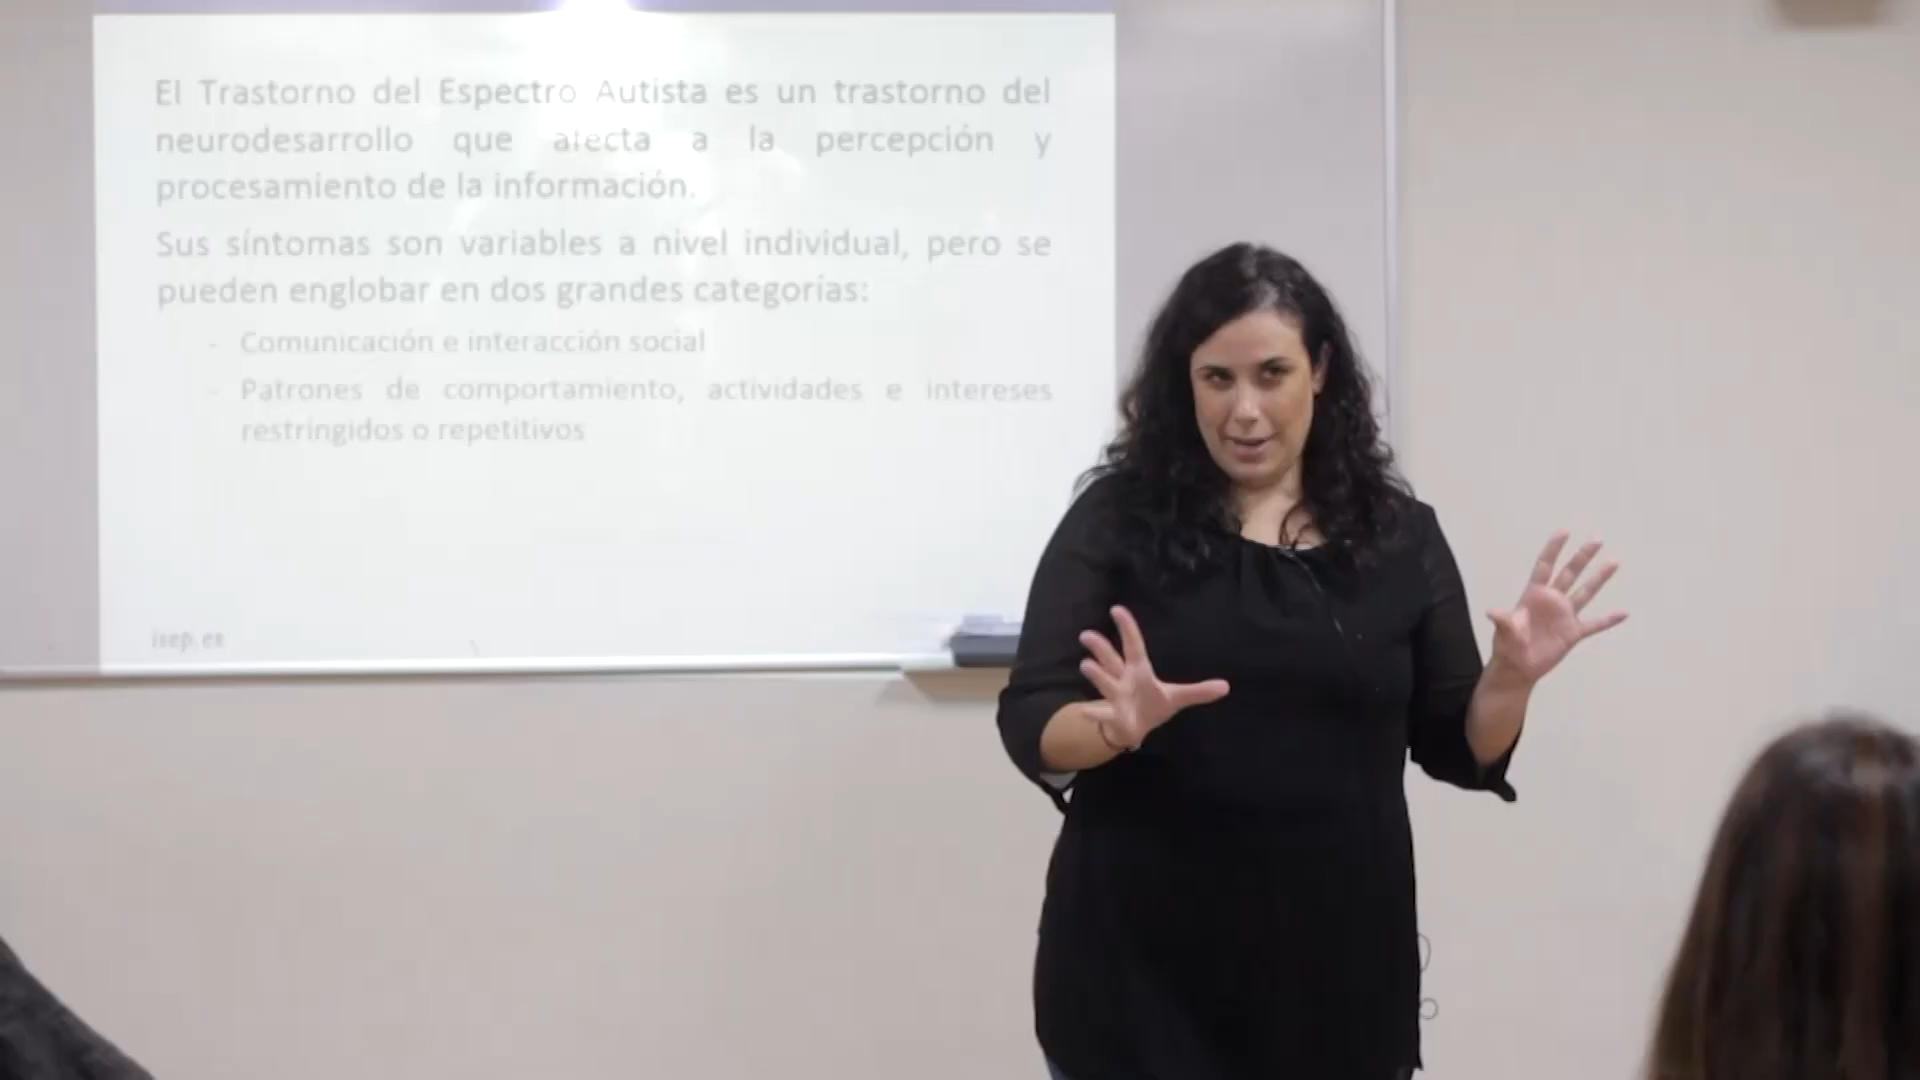 El Trastorno del Espectro Autista es un trastorno del
neurodesarrollo que afecta a la percepción y
procesamiento de la información.
Sus síntomas son variables a nivel individual, pero se
pueden englobar en dos grandes categorías:
- Comunicación e interacción social
- Patrones de comportamiento, actividades e intereses
restringidos o repetitivos
isep.es